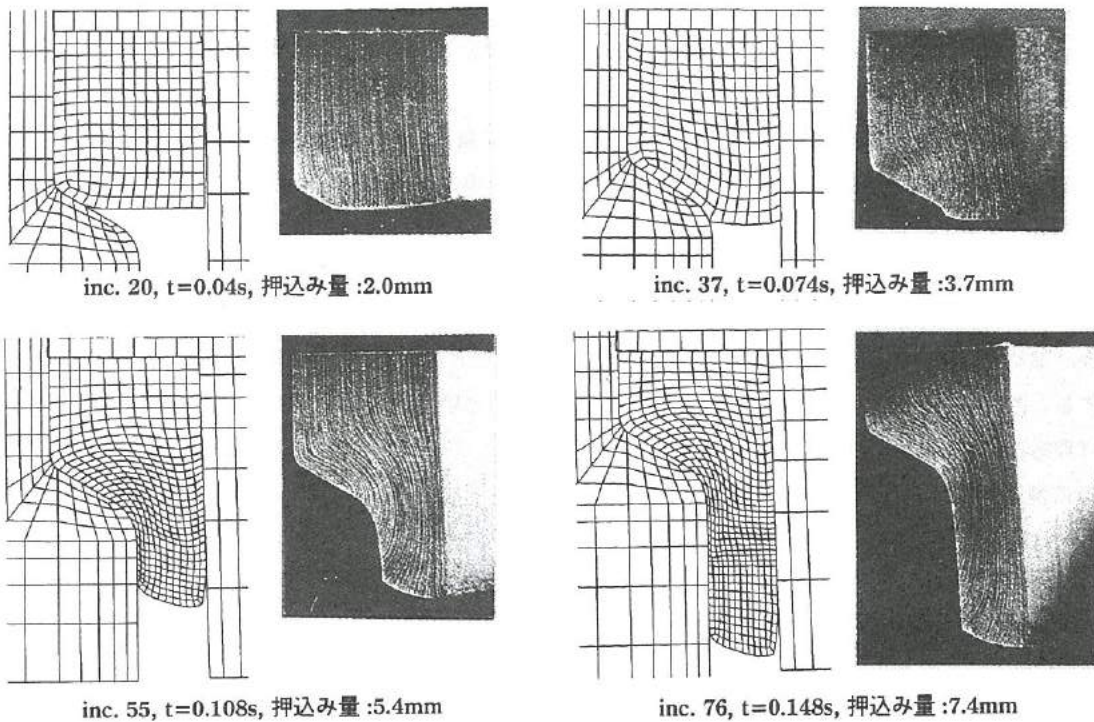 inc. 20, t=0.04s, 押込み量:2.0mm
inc. 37, t=0.074s, 押込み量:3.7mm
inc. 55, t=0.108s, 押込み量:5.4mm
inc. 76, t=0.148s, 押込み量:7.4mm